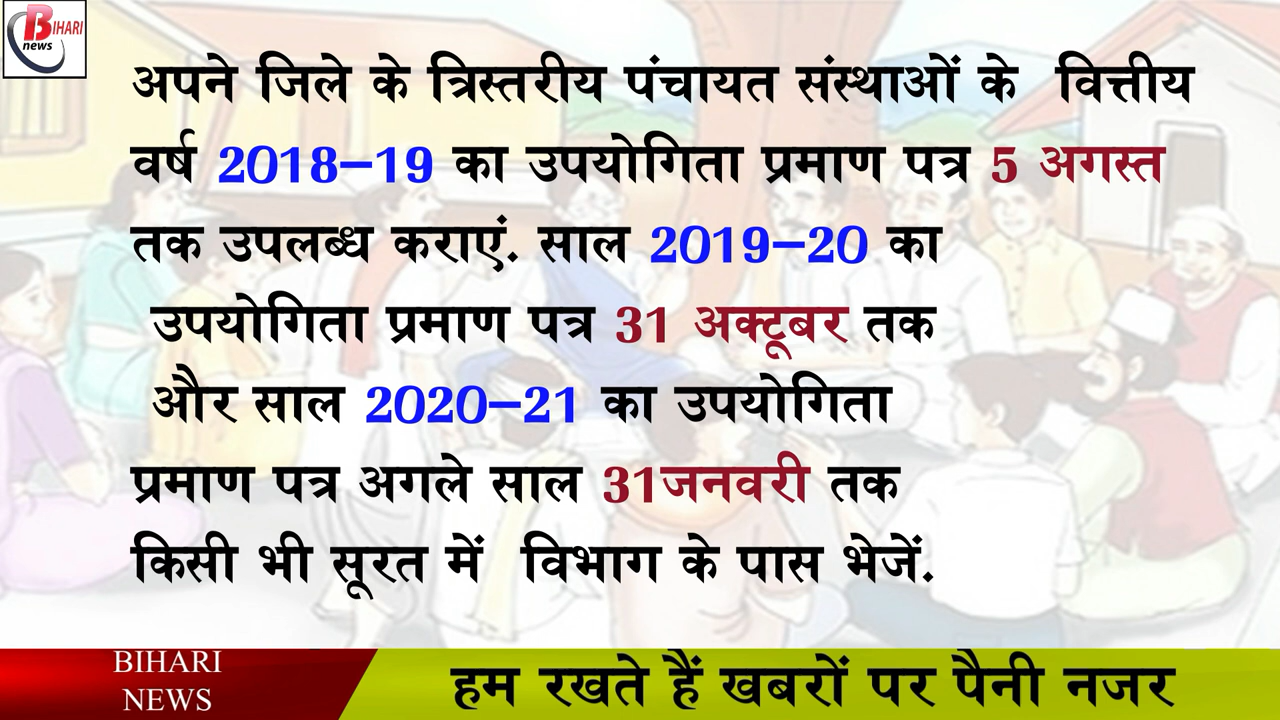 BIHARI
news
अपने जिले के त्रिस्तरीय पंचायत संस्थाओं के वित्तीय
वर्ष 2018-19 का उपयोगिता प्रमाण पत्र 5 अगस्त
तक उपलब्ध कराएं. साल 2019-20 का
उपयोगिता प्रमाण पत्र 31 अक्टूबर तक
और साल 2020-21 का उपयोगिता
प्रमाण पत्र अगले साल 31जनवरी तक
किसी भी सूरत में विभाग के पास भेजें.
BIHARI
NEWS
हम रखते हैं खबरों पर पैनी नजर